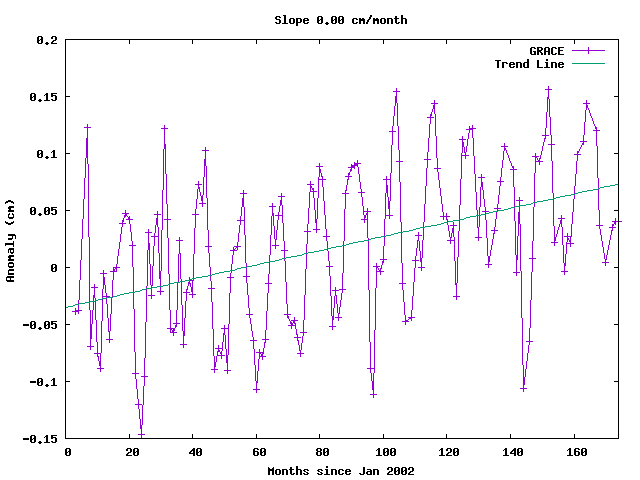 Slope 0.00 cm/month
GRACE
Trend Line
Anomaly (cm)
0.2
0.15
0.1
0.05
0
-0.05
-0.1
-0.15
0 20 40 60 80 100 120 140 160
Months since Jan 2002